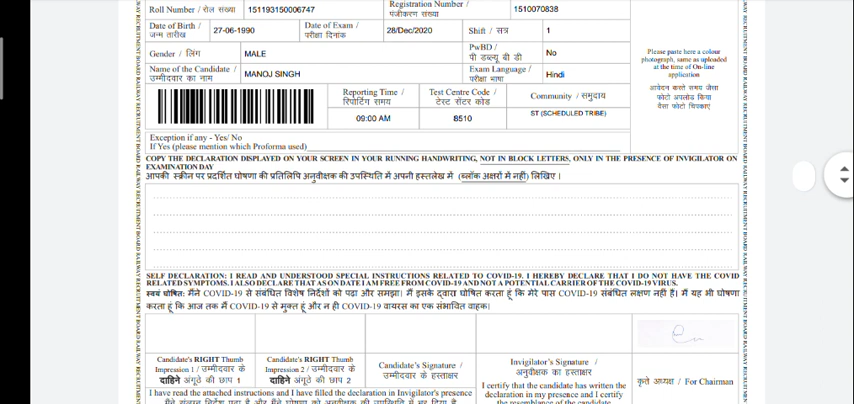 Roll Number / रोल संख्या 151193150006747 Registration Number / पंजीकरण संख्या 1510070838
Date of Birth / जन्म तारीख 27-06-1990 Date of Exam / परीक्षा दिनांक 28/Dec/2020 Shift / सत्र 1
Gender / लिंग MALE PwBD / पी डब्ल्यू बी डी No
Name of the Candidate / उम्मीदवार का नाम MANOJ SINGH Exam Language / परीक्षा भाषा Hindi
Please paste here a colour
photograph, same as uploaded
at the time of On-line
application
आवेदन करते समय जैसा
फोटो अपलोड किया
वैसा फोटो चिपकाएं
Reporting Time / रिपोर्टिंग समय Test Centre Code / टेस्ट सेंटर कोड Community / समुदाय
09:00 AM 8510 ST (SCHEDULED TRIBE)
Exception if any - Yes/ No
If Yes (please mention which Proforma used)
COPY THE DECLARATION DISPLAYED ON YOUR SCREEN IN YOUR RUNNING HANDWRITING, NOT IN BLOCK LETTERS, ONLY IN THE PRESENCE OF INVIGILATOR ON
EXAMINATION DAY
आपकी स्क्रीन पर प्रदर्शित घोषणा की प्रतिलिपि अनुवीक्षक की उपस्थिति में अपनी हस्तलेख में (ब्लॉक अक्षरों में नहीं) लिखिए ।
SELF DECLARATION: I READ AND UNDERSTOOD SPECIAL INSTRUCTIONS RELATED TO COVID-19. I HEREBY DECLARE THAT I DO NOT HAVE THE COVID
RELATED SYMPTOMS. I ALSO DECLARE THAT AS ON DATE I AM FREE FROM COVID-19 AND NOT A POTENTIAL CARRIER OF THE COVID-19 VIRUS.
स्वयं घोषित: मैंने COVID-19 से संबंधित विशेष निर्देशों को पढ़ा और समझा। मैं इसके द्वारा घोषित करता हूं कि मेरे पास COVID-19 संबंधित लक्षण नहीं हैं। मैं यह भी घोषणा
करता हूं कि आज तक मैं COVID-19 से मुक्त हूं और न ही COVID-19 वायरस का एक संभावित वाहक।
Candidate's RIGHT Thumb
Impression 1 / उम्मीदवार के
दाहिने अंगूठे की छाप 1
Candidate's RIGHT Thumb
Impression 2 / उम्मीदवार के
दाहिने अंगूठे की छाप 2
Candidate's Signature /
उम्मीदवार के हस्ताक्षर
Invigilator's Signature /
अनुवीक्षक का हस्ताक्षर
I certify that the candidate has written the
declaration in my presence and I certify
the resemblance of the candidate
कृते अध्यक्ष / For Chairman
I have read the attached instructions and I have filled the declaration in Invigilator's presence
RAILWAY RECRUITMENT BOARD